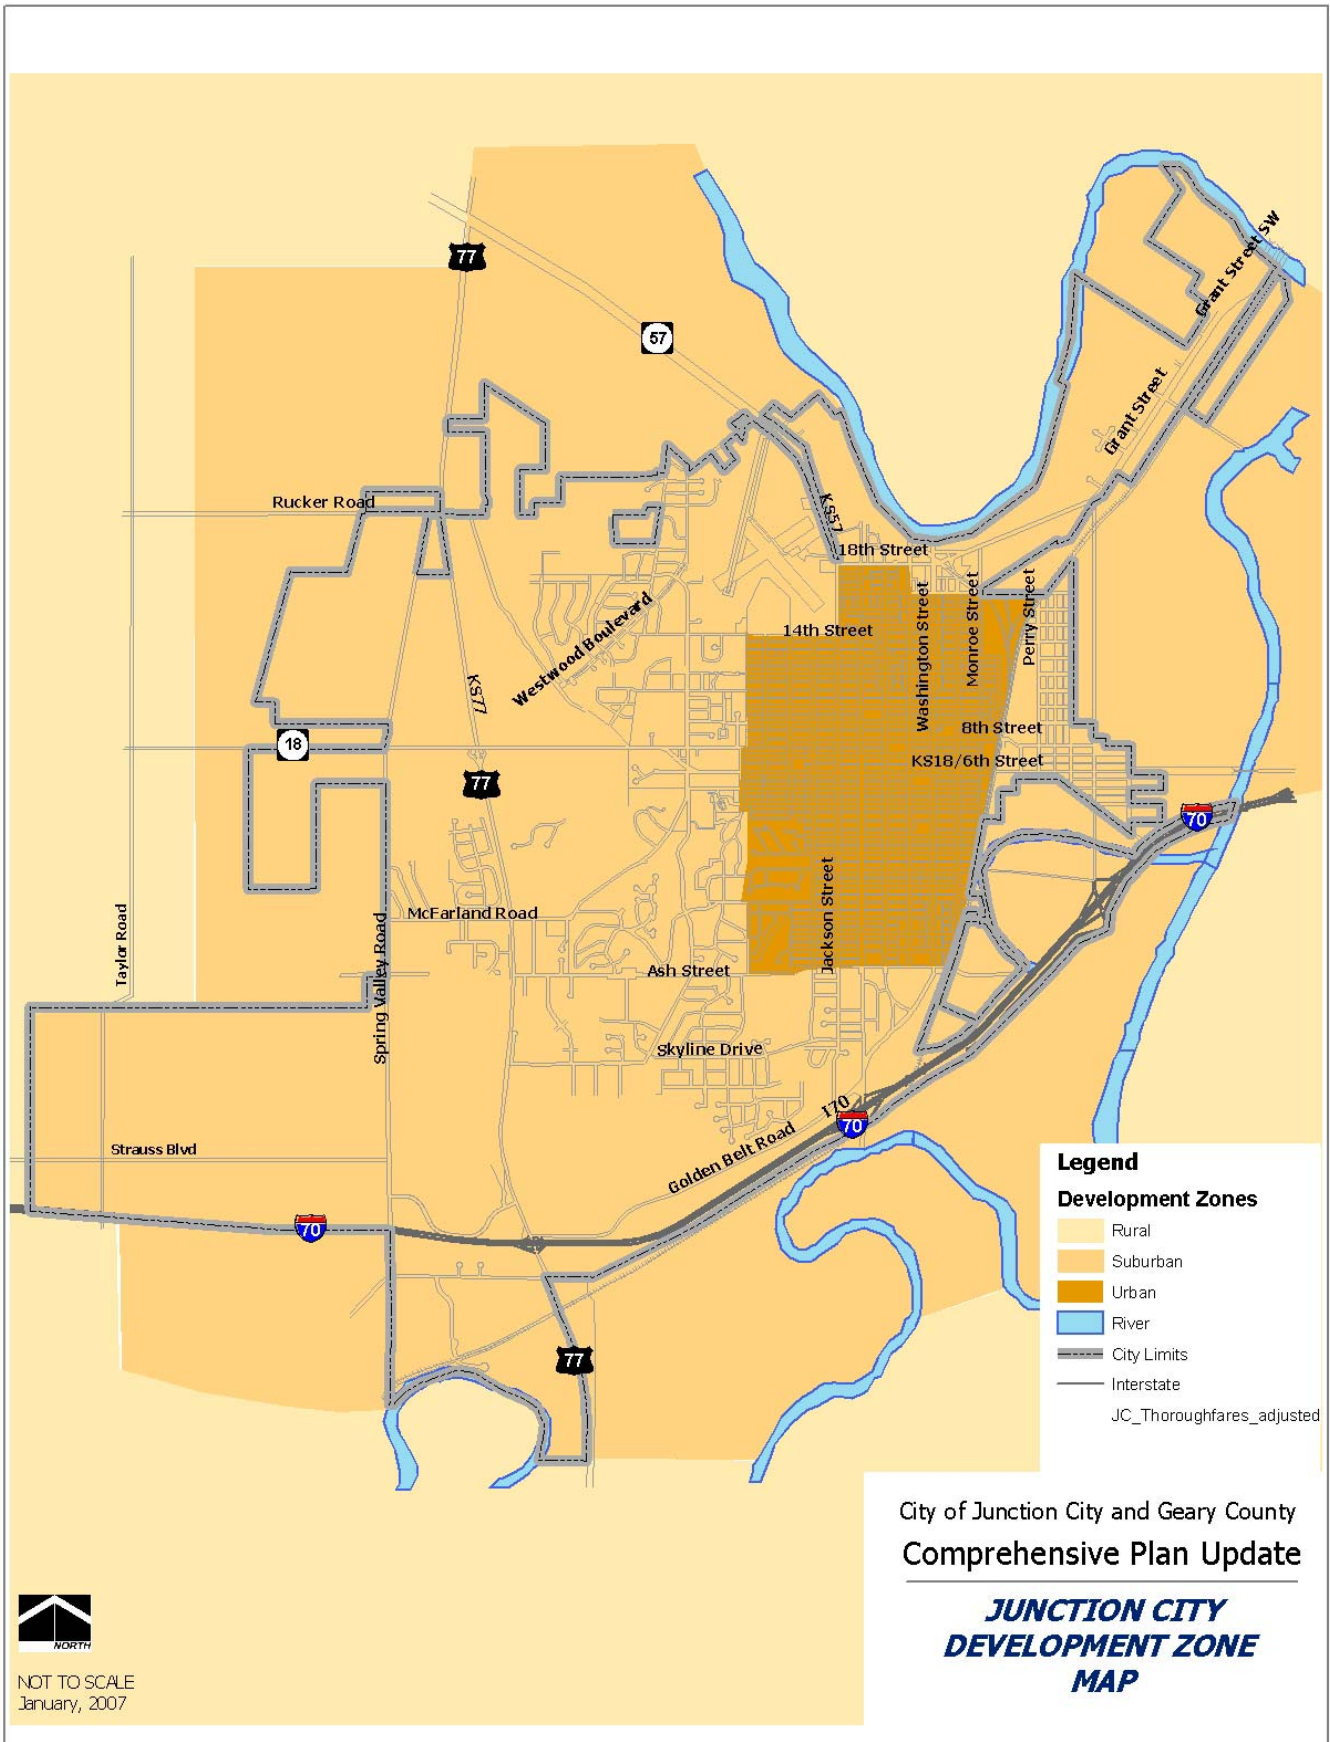 77
57
Grant Street SW
Grant Street
Rucker Road
KS57
18th Street
Westwood Boulevard
14th Street
Washington Street
Monroe Street
Perry Street
KS77
8th Street
18
KS18/6th Street
77
70
Jackson Street
McFarland Road
Taylor Road
Spring Valley Road
Ash Street
Skyline Drive
I70
70
Golden Belt Road
Strauss Blvd
70
77
Legend
Development Zones
Rural
Suburban
Urban
River
City Limits
Interstate
JC_Thoroughfares_adjusted
City of Junction City and Geary County
Comprehensive Plan Update
JUNCTION CITY
DEVELOPMENT ZONE
MAP
NORTH
NOT TO SCALE
January, 2007